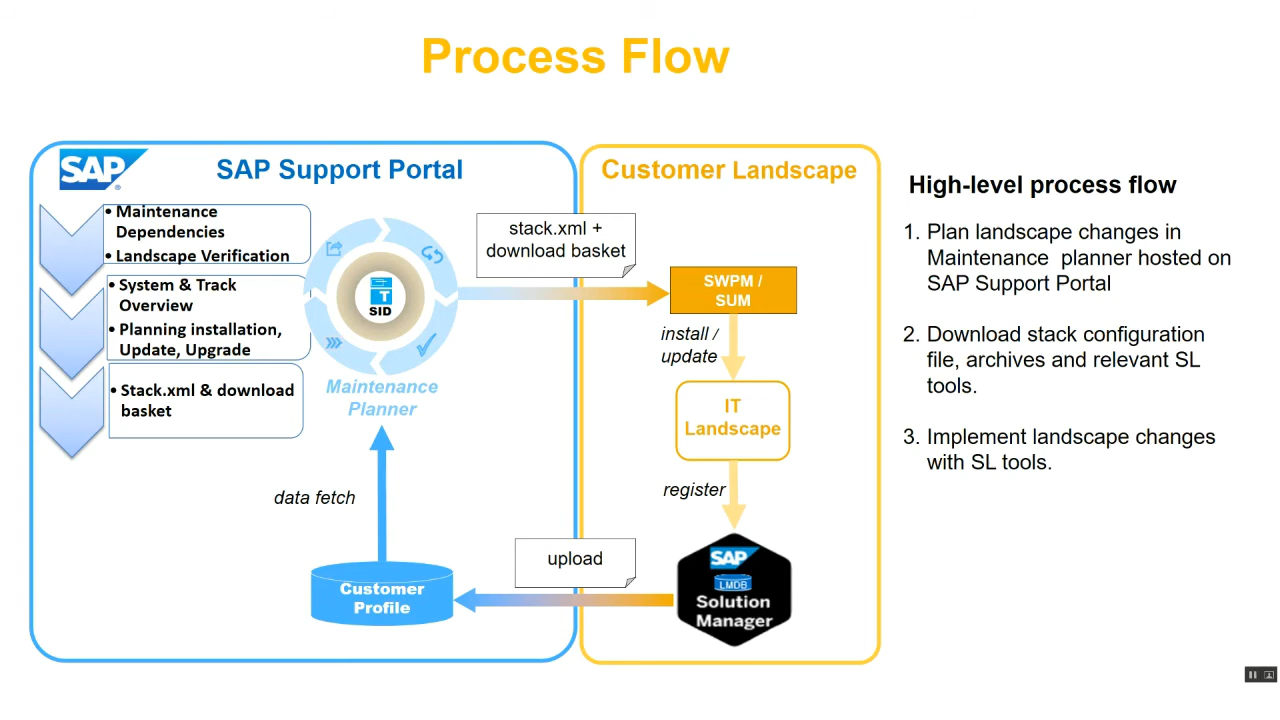 Process Flow
SAP
®
SAP Support Portal
• Maintenance
Dependencies
• Landscape Verification
• System & Track
Overview
• Planning installation,
Update, Upgrade
• Stack.xml & download
basket
T
SID
Maintenance
Planner
data fetch
Customer
Profile
stack.xml +
download basket
upload
Customer Landscape
SWPM /
SUM
install /
update
IT
Landscape
register
SAP
LMDB
Solution
Manager
High-level process flow
1. Plan landscape changes in
Maintenance planner hosted on
SAP Support Portal
2. Download stack configuration
file, archives and relevant SL
tools.
3. Implement landscape changes
with SL tools.